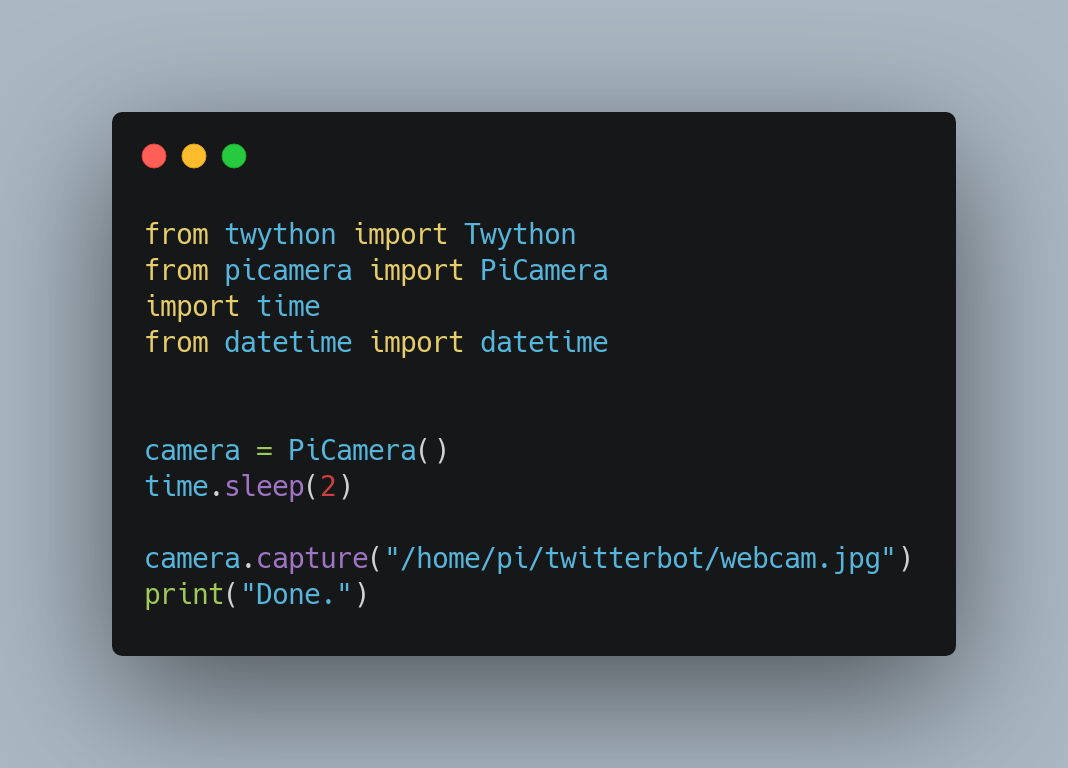 from twython import Twython
from picamera import PiCamera
import time
from datetime import datetime
camera = PiCamera()
time.sleep(2)
camera.capture("/home/pi/twitterbot/webcam.jpg")
print("Done.")